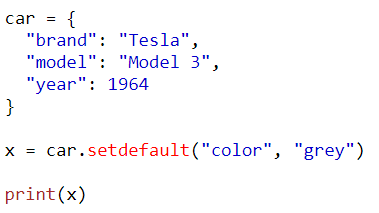 car = {
  "brand": "Tesla",
  "model": "Model 3",
  "year": 1964
}

x = car.setdefault("color", "grey")

print(x)